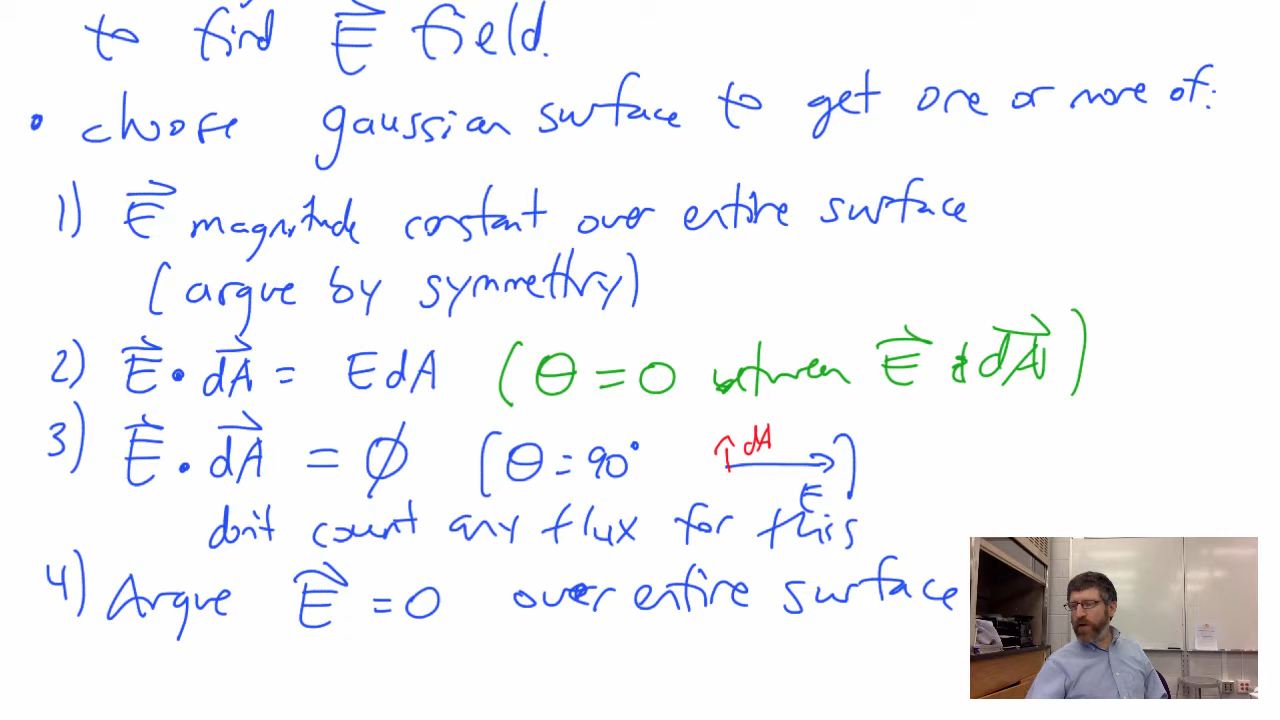 to find E⃗ field.
• choose gaussian surface to get one or more of:
1) E⃗ magnitude constant over entire surface
(argue by symmetry)
2) E⃗ • dA⃗ = EdA (θ = 0 between E⃗ & dA⃗)
3) E⃗ • dA⃗ = ∅ (θ = 90° dA E)
don't count any flux for this
4) Argue E⃗ = 0 over entire surface